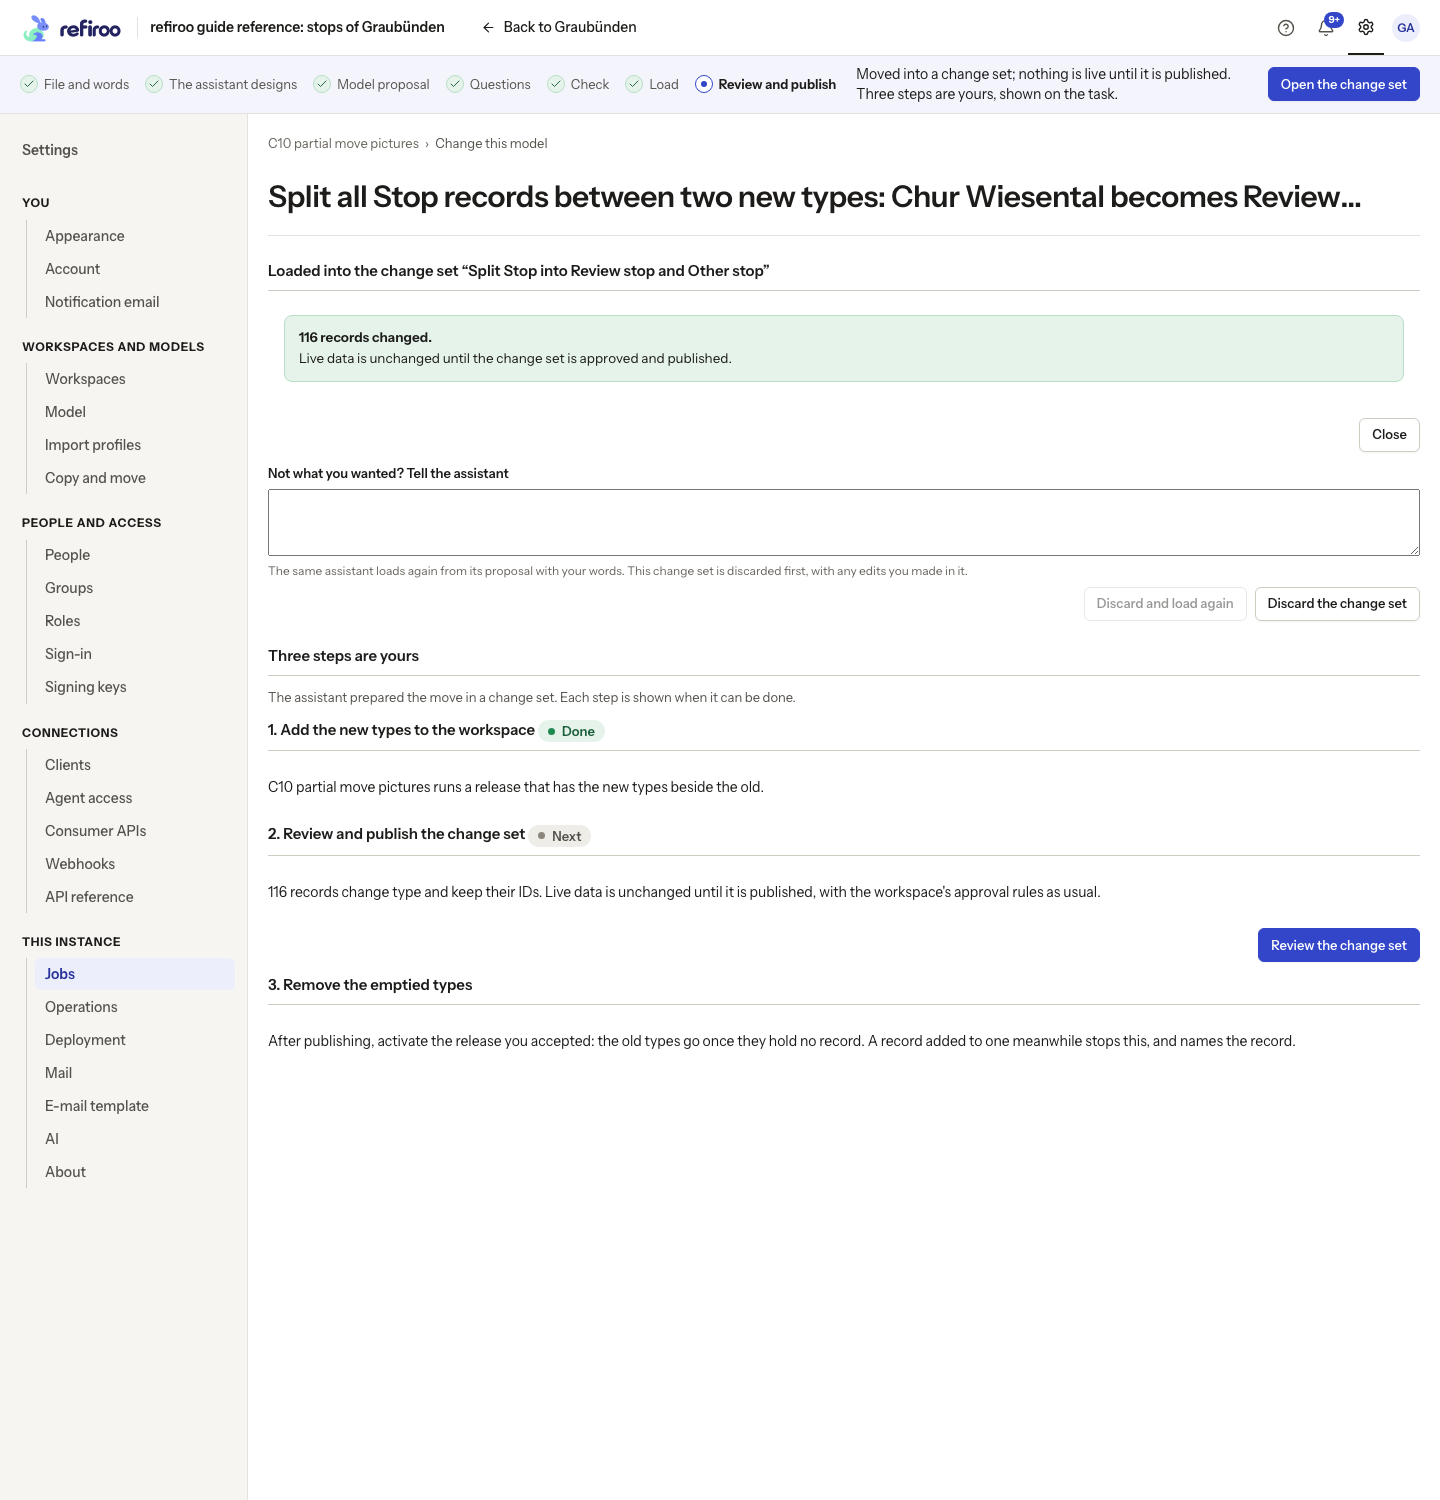 refiroo
refiroo guide reference: stops of Graubünden
Back to Graubünden
9+
GA
File and words
The assistant designs
Model proposal
Questions
Check
Load
Review and publish
Moved into a change set; nothing is live until it is published.
Three steps are yours, shown on the task.
Open the change set
Settings
YOU
Appearance
Account
Notification email
WORKSPACES AND MODELS
Workspaces
Model
Import profiles
Copy and move
PEOPLE AND ACCESS
People
Groups
Roles
Sign-in
Signing keys
CONNECTIONS
Clients
Agent access
Consumer APIs
Webhooks
API reference
THIS INSTANCE
Jobs
Operations
Deployment
Mail
E-mail template
AI
About
C10 partial move pictures › Change this model
Split all Stop records between two new types: Chur Wiesental becomes Review...
Loaded into the change set “Split Stop into Review stop and Other stop”
116 records changed.
Live data is unchanged until the change set is approved and published.
Close
Not what you wanted? Tell the assistant
The same assistant loads again from its proposal with your words. This change set is discarded first, with any edits you made in it.
Discard and load again
Discard the change set
Three steps are yours
The assistant prepared the move in a change set. Each step is shown when it can be done.
1. Add the new types to the workspace Done
C10 partial move pictures runs a release that has the new types beside the old.
2. Review and publish the change set Next
116 records change type and keep their IDs. Live data is unchanged until it is published, with the workspace's approval rules as usual.
Review the change set
3. Remove the emptied types
After publishing, activate the release you accepted: the old types go once they hold no record. A record added to one meanwhile stops this, and names the record.